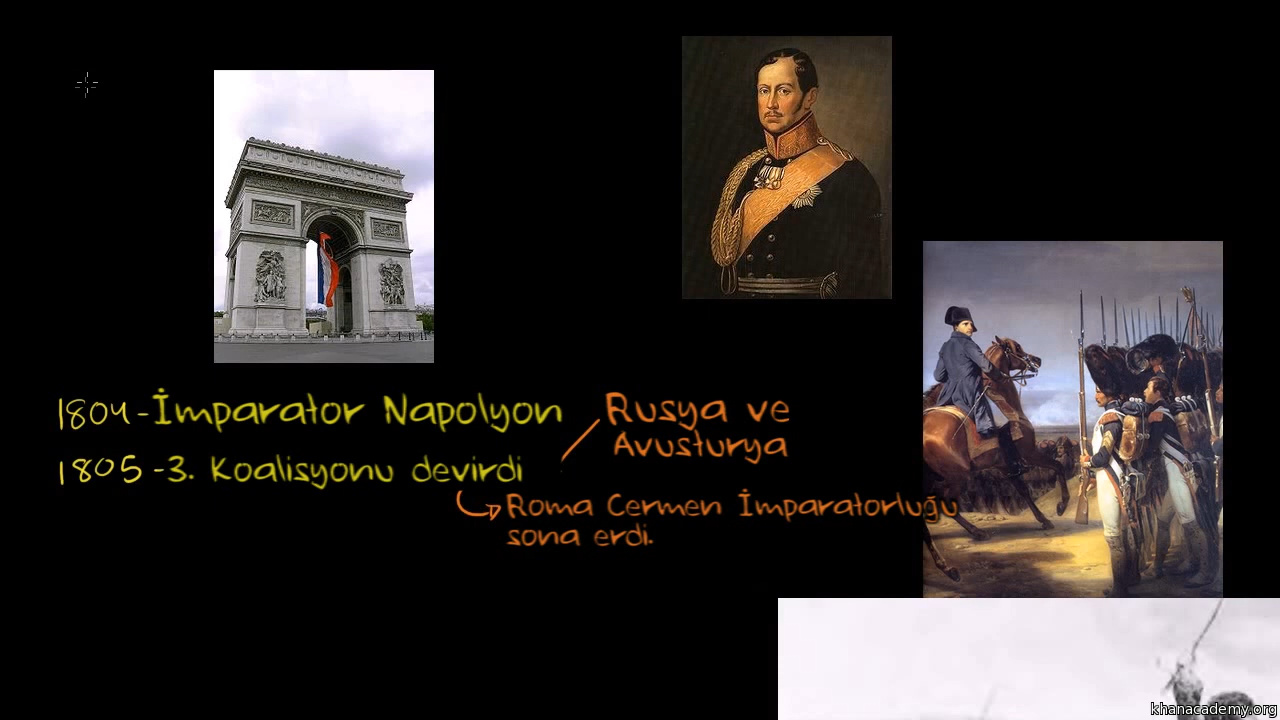 1804-İmparator Napolyon
Rusya ve
Avusturya
1805-3. Koalisyonu devirdi
Roma Cermen İmparatorluğu
sona erdi.
khanacademy.org